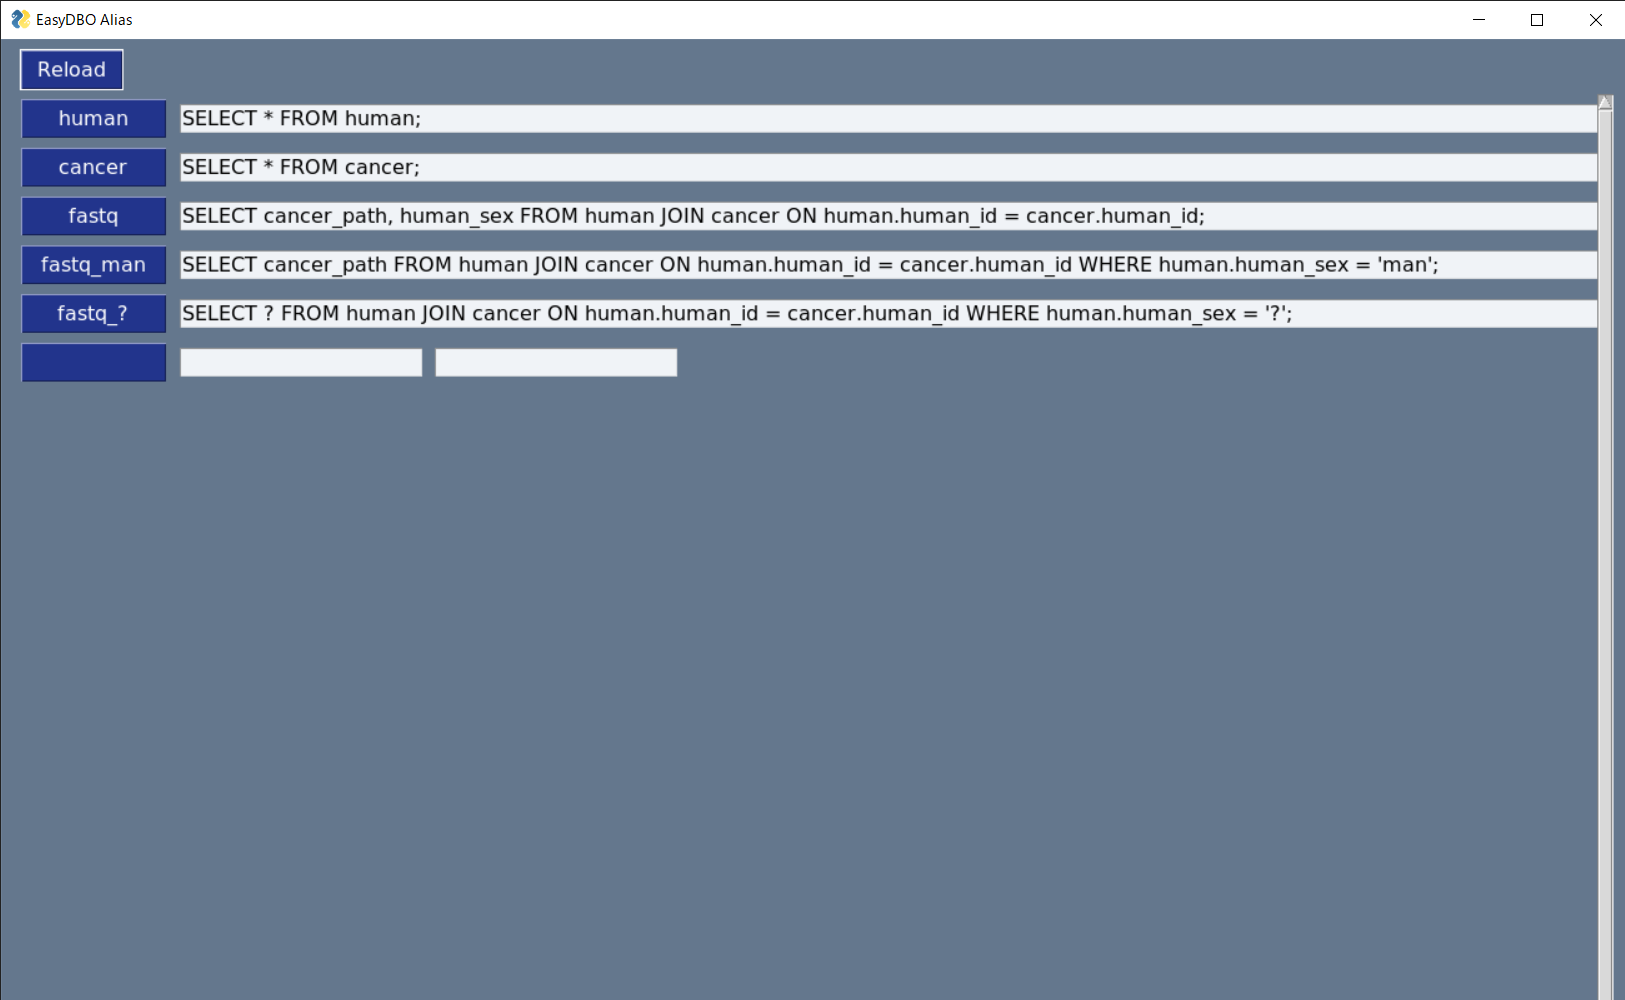 EasyDBO Alias
Reload
human SELECT * FROM human;
cancer SELECT * FROM cancer;
fastq SELECT cancer_path, human_sex FROM human JOIN cancer ON human.human_id = cancer.human_id;
fastq_man SELECT cancer_path FROM human JOIN cancer ON human.human_id = cancer.human_id WHERE human.human_sex = 'man';
fastq_? SELECT ? FROM human JOIN cancer ON human.human_id = cancer.human_id WHERE human.human_sex = '?';